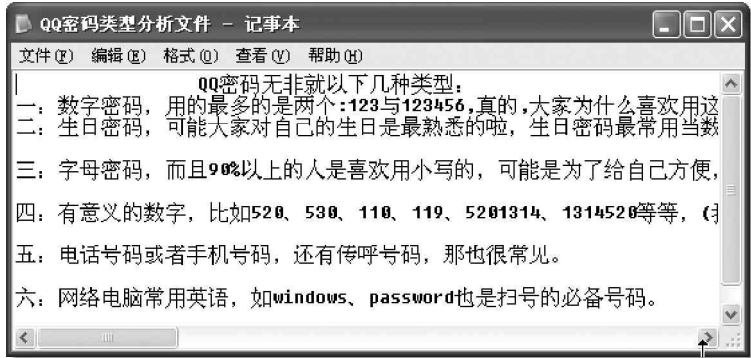 QQ密码类型分析文件 - 记事本
文件(F) 编辑(E) 格式(O) 查看(V) 帮助(H)
QQ密码无非就以下几种类型：
一：数字密码，用的最多的是两个:123与123456,真的,大家为什么喜欢用这
二：生日密码，可能大家对自己的生日是最熟悉的啦，生日密码最常用当数
三：字母密码，而且90%以上的人是喜欢用小写的，可能是为了给自己方便，
四：有意义的数字，比如520、530、110、119、5201314、1314520等等，(
五：电话号码或者手机号码，还有传呼号码，那也很常见。
六：网络电脑常用英语，如windows、password也是扫号的必备号码。